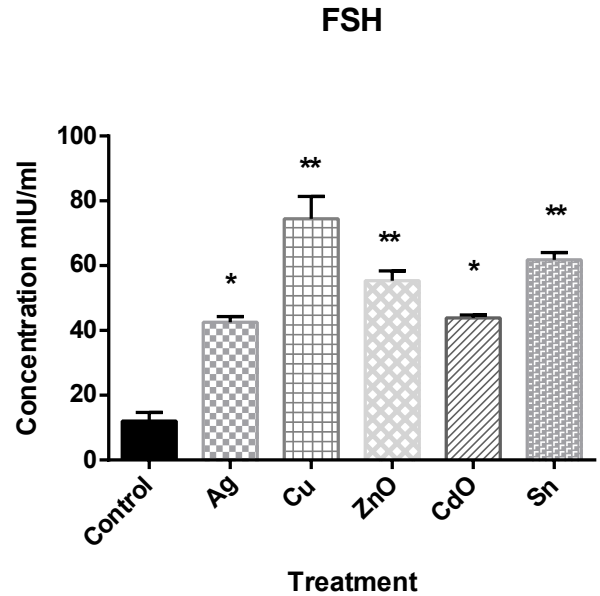 FSH
Concentration mIU/ml
100
80
60
40
20
0
*
**
**
*
**
Control
Ag
Cu
ZnO
CdO
Sn
Treatment